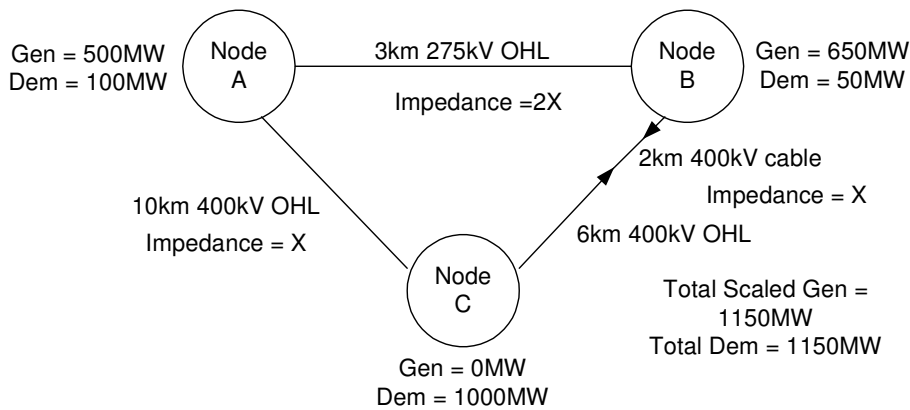 Gen = 500MW
Dem = 100MW
Node
A
3km 275kV OHL
Impedance =2X
Node
B
Gen = 650MW
Dem = 50MW
2km 400kV cable
Impedance = X
10km 400kV OHL
Impedance = X
6km 400kV OHL
Node
C
Total Scaled Gen =
1150MW
Total Dem = 1150MW
Gen = 0MW
Dem = 1000MW